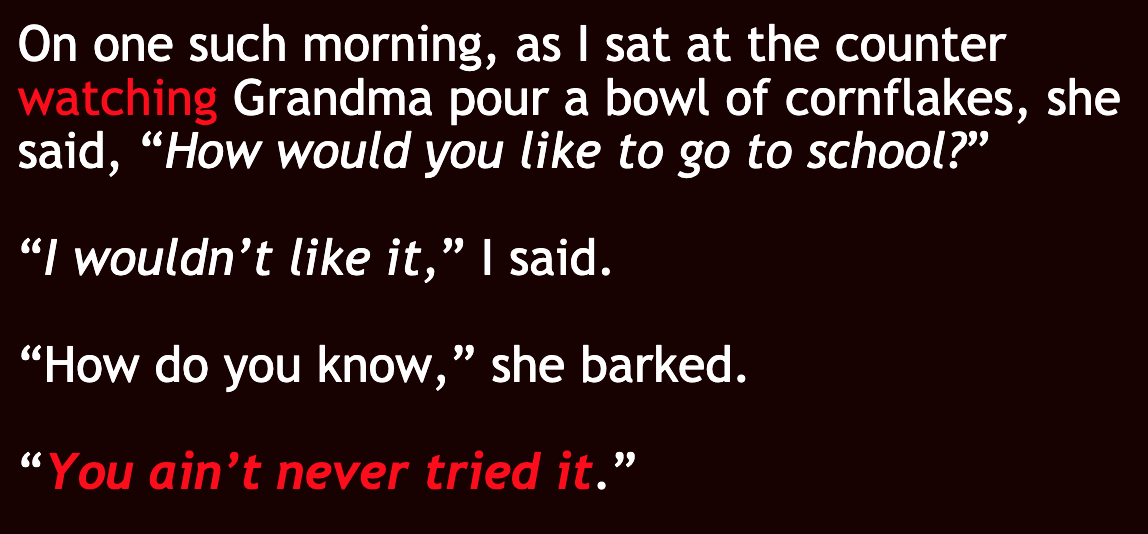 On one such morning, as I sat at the counter
watching Grandma pour a bowl of cornflakes, she
said, “How would you like to go to school?”
“I wouldn’t like it,” I said.
“How do you know,” she barked.
“You ain’t never tried it.”